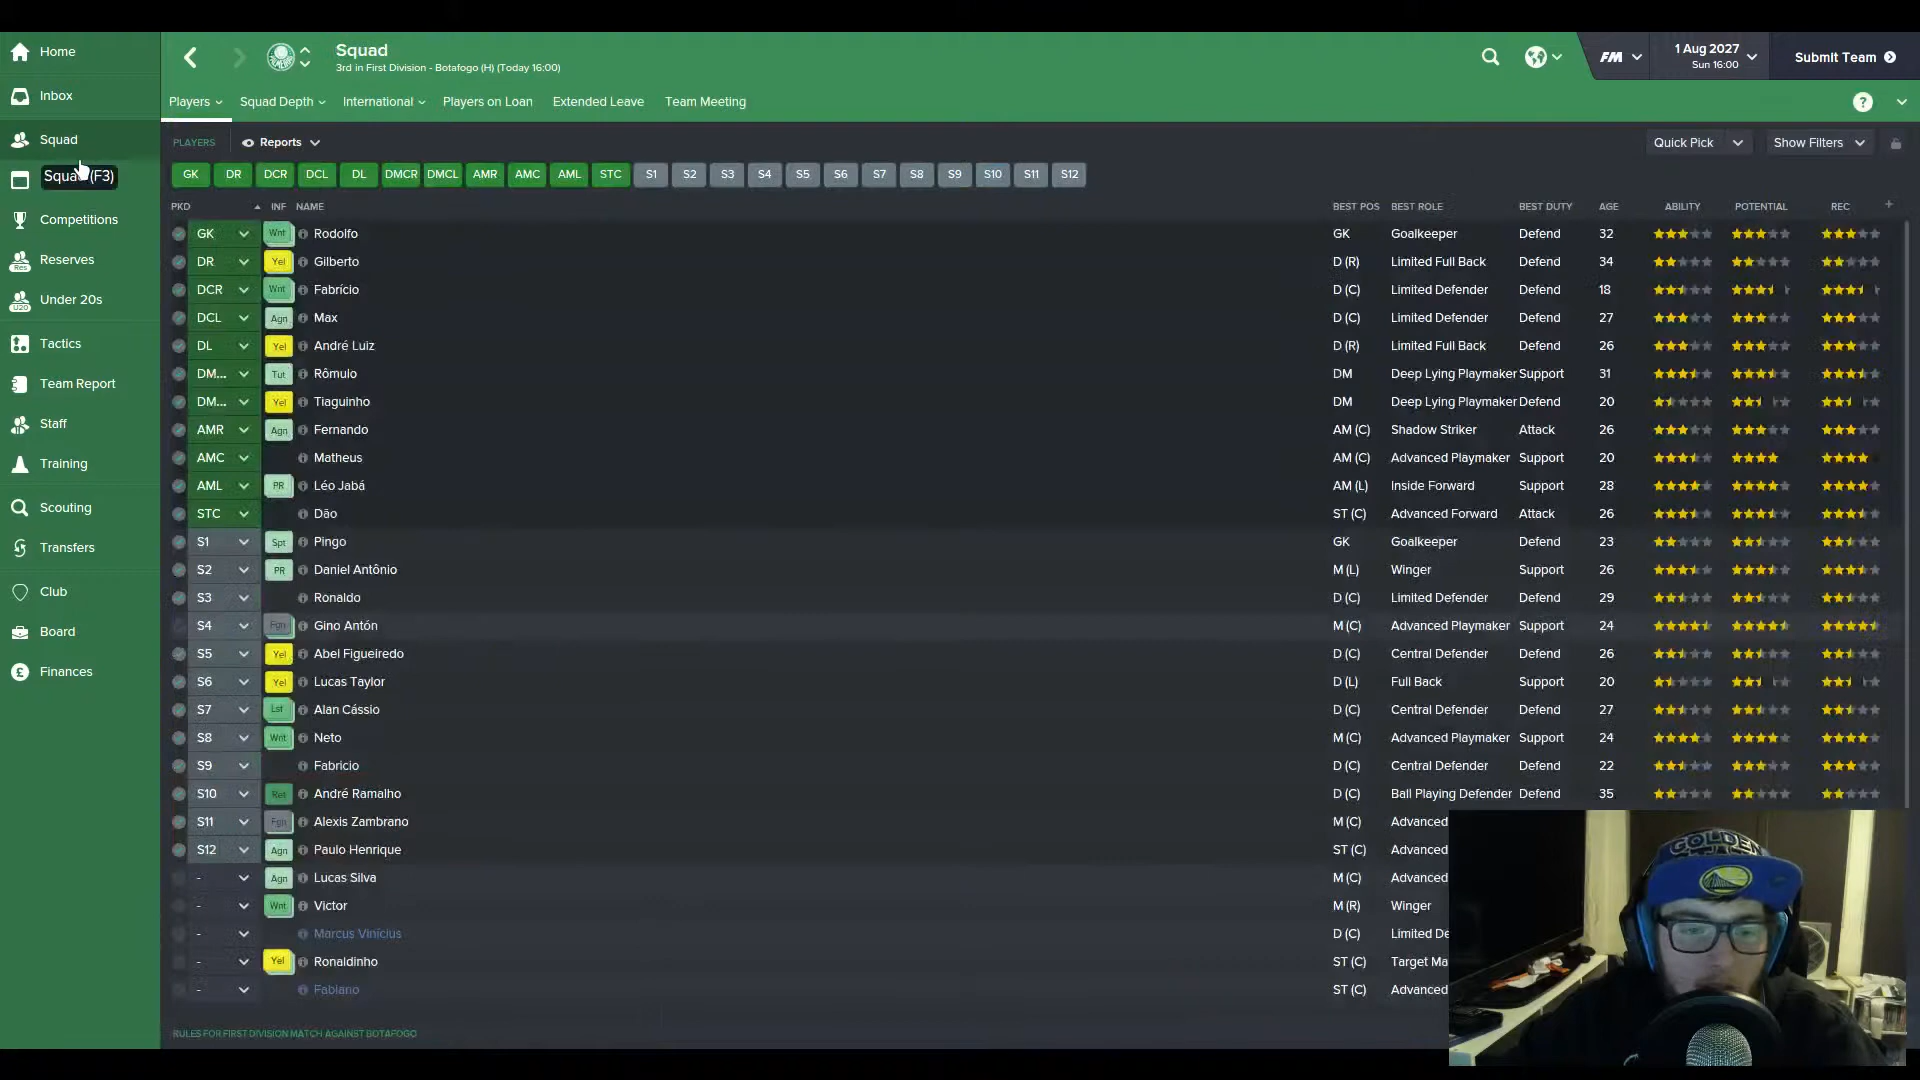 Home
Inbox
Squad
Squad (F3)
Competitions
Reserves
Under 20s
Tactics
Team Report
Staff
Training
Scouting
Transfers
Club
Board
Finances
Squad
3rd in First Division - Botafogo (H) (Today 16:00)
FM
1 Aug 2027
Sun 16:00
Submit Team
Players Squad Depth International Players on Loan Extended Leave Team Meeting
PLAYERS Reports Quick Pick Show Filters
GK DR DCR DCL DL DMCR DMCL AMR AMC AML STC S1 S2 S3 S4 S5 S6 S7 S8 S9 S10 S11 S12
PKD INF NAME BEST POS BEST ROLE BEST DUTY AGE ABILITY POTENTIAL REC
GK Wnt Rodolfo GK Goalkeeper Defend 32
DR Yel Gilberto D (R) Limited Full Back Defend 34
DCR Wnt Fabrício D (C) Limited Defender Defend 18
DCL Agn Max D (C) Limited Defender Defend 27
DL Yel André Luiz D (R) Limited Full Back Defend 26
DM... Tut Rômulo DM Deep Lying Playmaker Support 31
DM... Yel Tiaguinho DM Deep Lying Playmaker Defend 20
AMR Agn Fernando AM (C) Shadow Striker Attack 26
AMC Matheus AM (C) Advanced Playmaker Support 20
AML PR Léo Jabá AM (L) Inside Forward Support 28
STC Dão ST (C) Advanced Forward Attack 26
S1 Spt Pingo GK Goalkeeper Defend 23
S2 PR Daniel Antônio M (L) Winger Support 26
S3 Ronaldo D (C) Limited Defender Defend 29
S4 Fgn Gino Antón M (C) Advanced Playmaker Support 24
S5 Yel Abel Figueiredo D (C) Central Defender Defend 26
S6 Yel Lucas Taylor D (L) Full Back Support 20
S7 Lst Alan Cássio D (C) Central Defender Defend 27
S8 Wnt Neto M (C) Advanced Playmaker Support 24
S9 Fabricio D (C) Central Defender Defend 22
S10 Ret André Ramalho D (C) Ball Playing Defender Defend 35
S11 Fgn Alexis Zambrano M (C) Advanced
S12 Agn Paulo Henrique ST (C) Advanced
- Agn Lucas Silva M (C) Advanced
- Wnt Victor M (R) Winger
- Marcus Vinícius D (C) Limited De
- Yel Ronaldinho ST (C) Target Ma
- Fabiano ST (C) Advanced
RULES FOR FIRST DIVISION MATCH AGAINST BOTAFOGO
GOLDEN